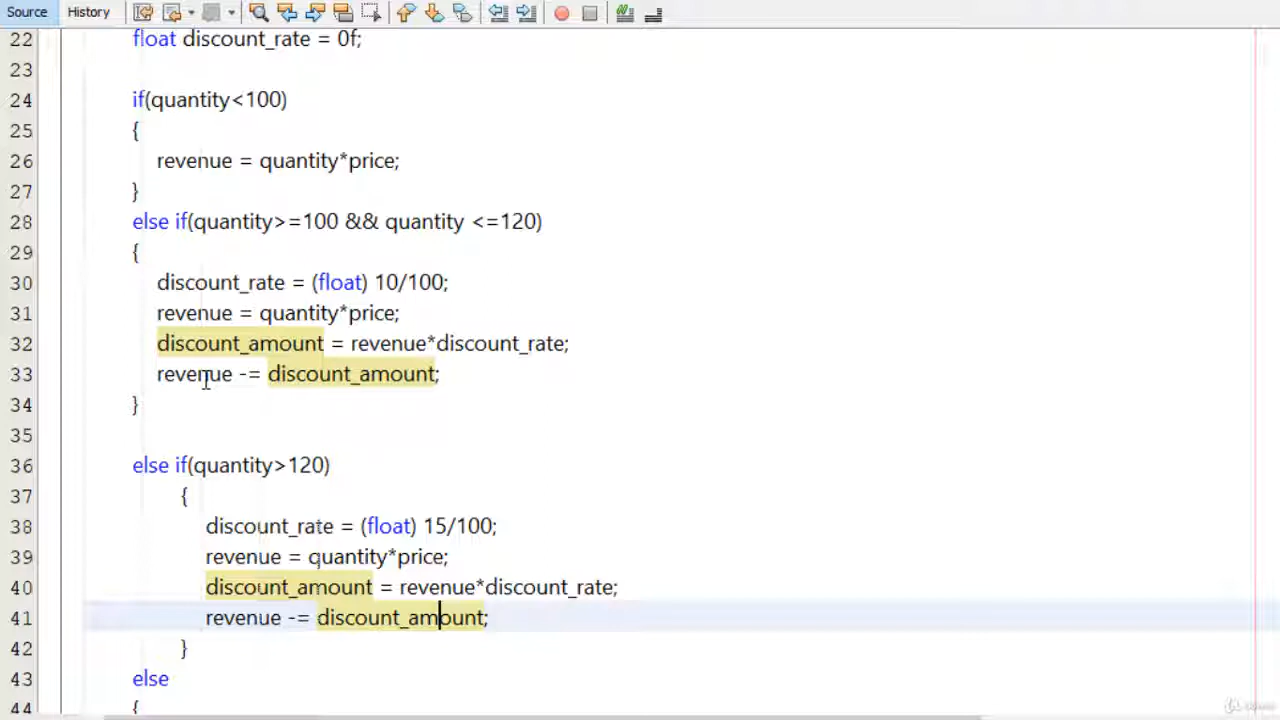 Source History
22 float discount_rate = 0f;
23
24 if(quantity<100)
25 {
26 revenue = quantity*price;
27 }
28 else if(quantity>=100 && quantity <=120)
29 {
30 discount_rate = (float) 10/100;
31 revenue = quantity*price;
32 discount_amount = revenue*discount_rate;
33 revenue -= discount_amount;
34 }
35
36 else if(quantity>120)
37 {
38 discount_rate = (float) 15/100;
39 revenue = quantity*price;
40 discount_amount = revenue*discount_rate;
41 revenue -= discount_amount;
42 }
43 else
44 {